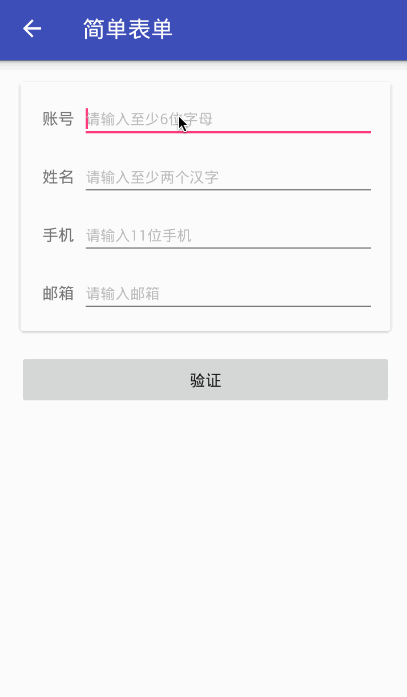 简单表单
账号 请输入至少6位字母
姓名 请输入至少两个汉字
手机 请输入11位手机
邮箱 请输入邮箱
验证